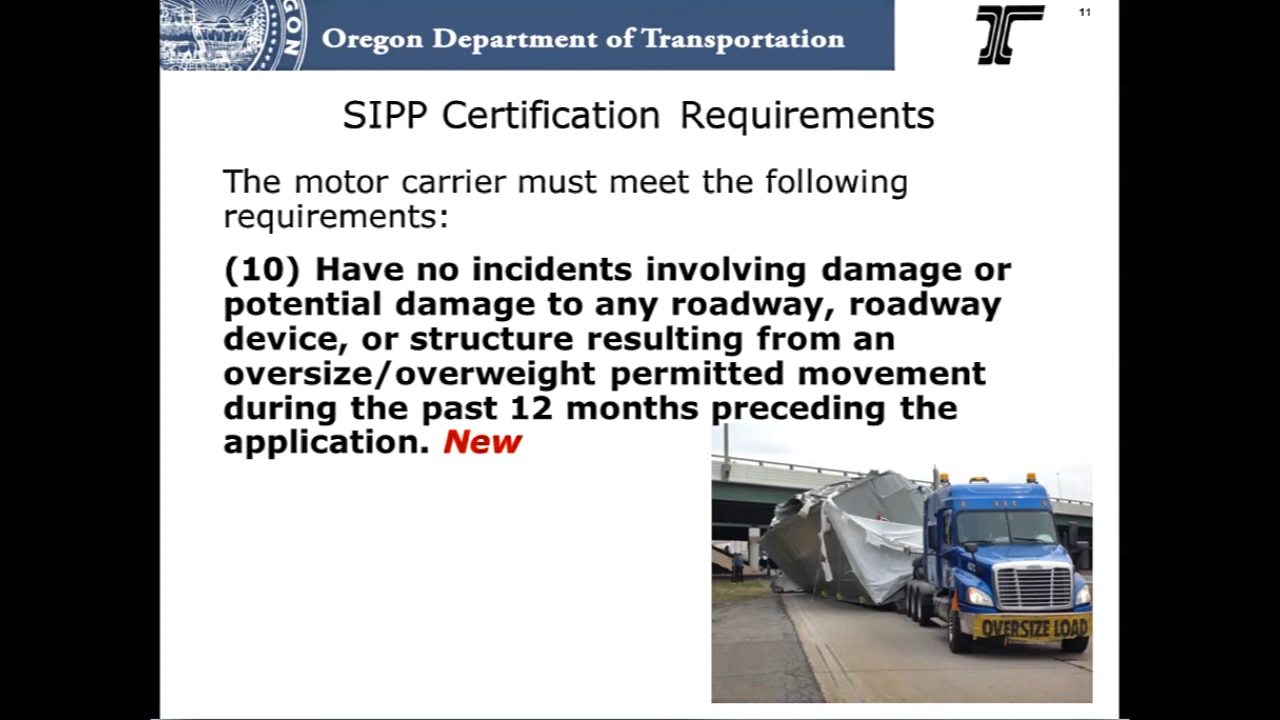 Oregon Department of Transportation
11
SIPP Certification Requirements
The motor carrier must meet the following
requirements:
(10) Have no incidents involving damage or
potential damage to any roadway, roadway
device, or structure resulting from an
oversize/overweight permitted movement
during the past 12 months preceding the
application. New
OVERSIZE LOAD